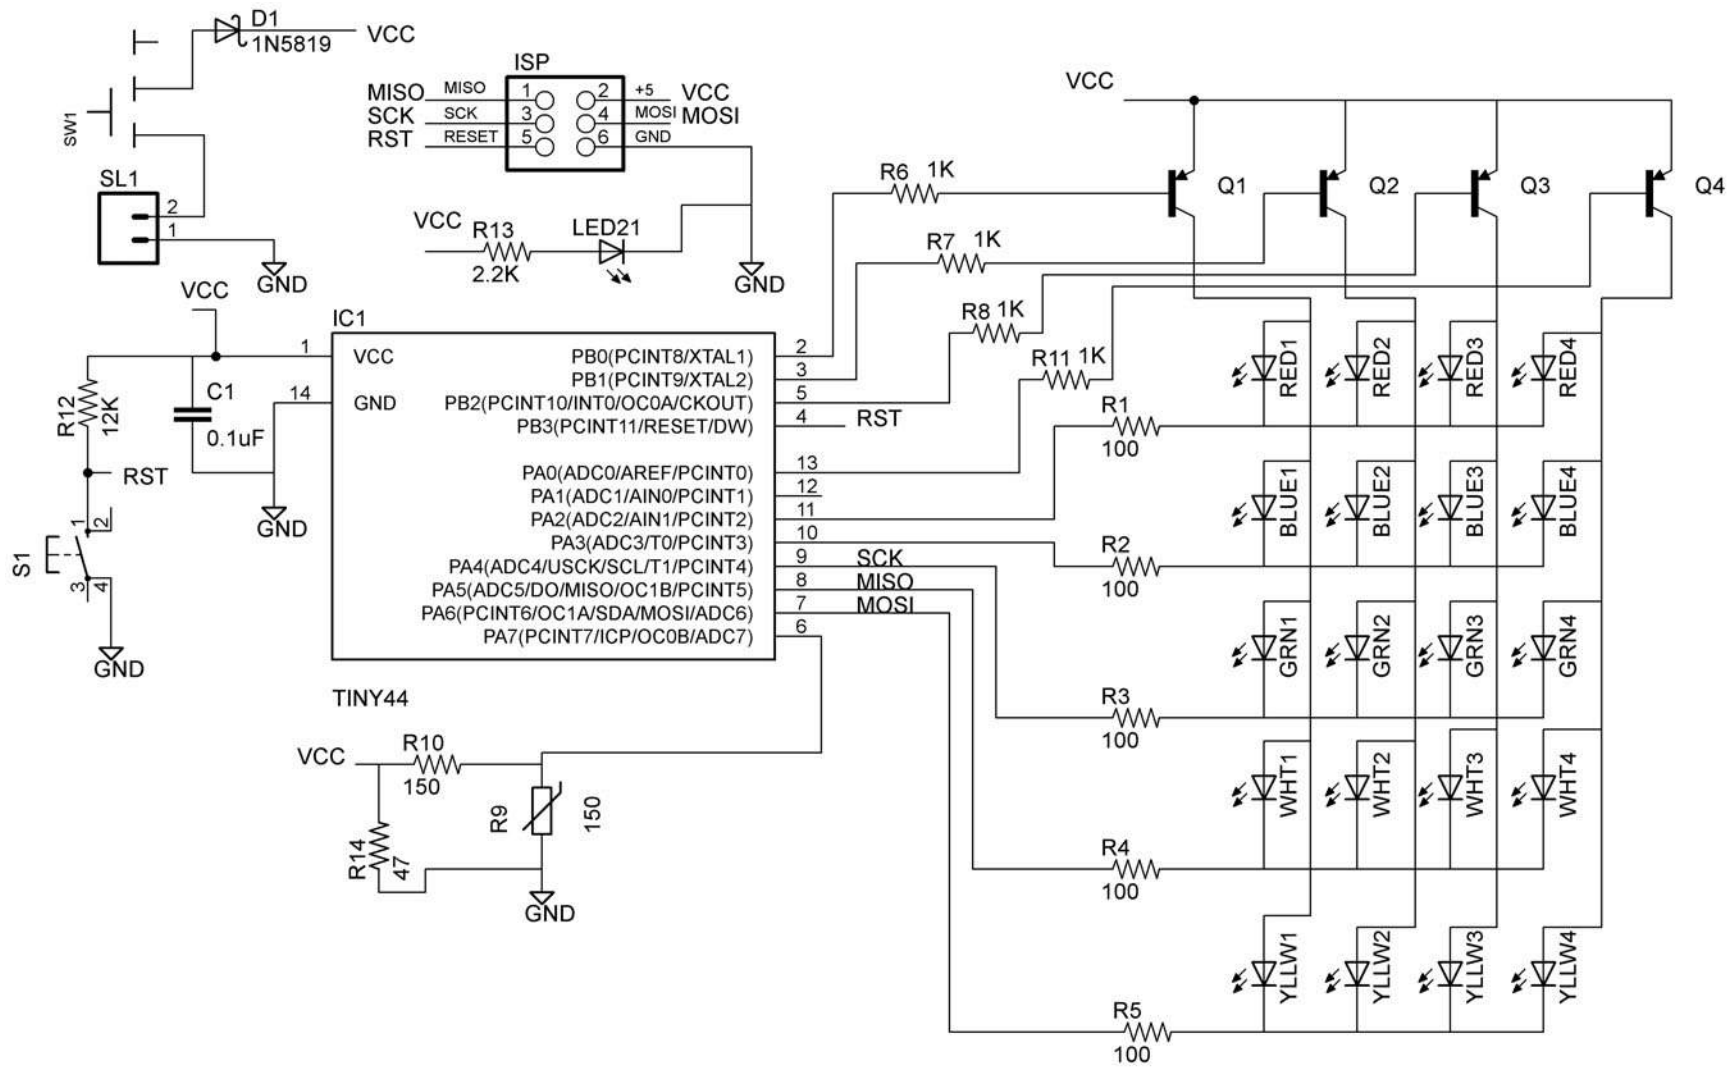 D1
VCC
1N5819
SW1
SL1
2
1
GND
ISP
MISO MISO 1 2 +5 VCC
SCK SCK 3 4 MOSI MOSI
RST RESET 5 6 GND
VCC
R13
LED21
2.2K
GND
VCC
R6 1K
Q1
Q2
Q3
Q4
R7 1K
R8 1K
R11 1K
VCC
R12
12K
C1
0.1uF
RST
GND
S1
1
2
3
4
GND
IC1
1 VCC
14 GND
PB0(PCINT8/XTAL1) 2
PB1(PCINT9/XTAL2) 3
PB2(PCINT10/INT0/OC0A/CKOUT) 5
PB3(PCINT11/RESET/DW) 4 RST
PA0(ADC0/AREF/PCINT0) 13
PA1(ADC1/AIN0/PCINT1) 12
PA2(ADC2/AIN1/PCINT2) 11
PA3(ADC3/T0/PCINT3) 10
PA4(ADC4/USCK/SCL/T1/PCINT4) 9 SCK
PA5(ADC5/DO/MISO/OC1B/PCINT5) 8 MISO
PA6(PCINT6/OC1A/SDA/MOSI/ADC6) 7 MOSI
PA7(PCINT7/ICP/OC0B/ADC7) 6
TINY44
VCC
R10
150
R9
150
R14
47
GND
RED1
RED2
RED3
RED4
R1
100
BLUE1
BLUE2
BLUE3
BLUE4
R2
100
GRN1
GRN2
GRN3
GRN4
R3
100
WHT1
WHT2
WHT3
WHT4
R4
100
YLLW1
YLLW2
YLLW3
YLLW4
R5
100